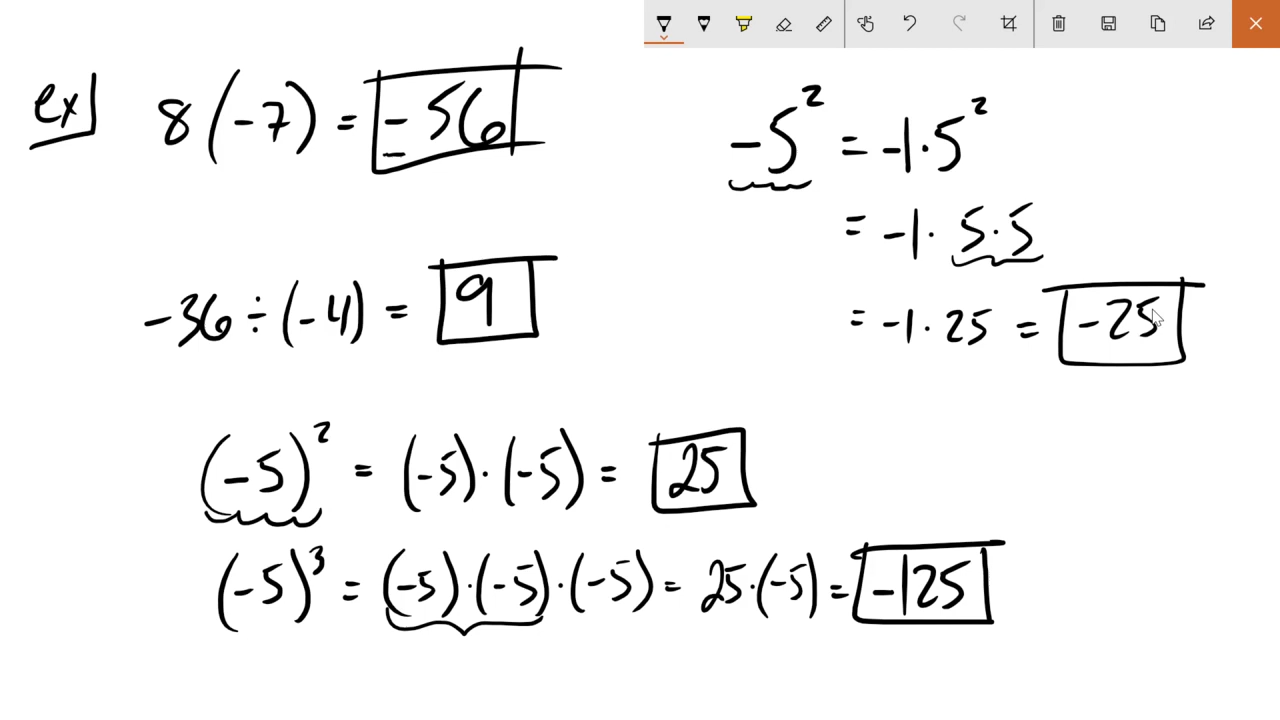 ex] 8(-7) = -56
-36 ÷ (-4) = 9
-5² = -1·5²
= -1·5·5
= -1·25 = -25
(-5)² = (-5)·(-5) = 25
(-5)³ = (-5)·(-5)·(-5) = 25·(-5) = -125